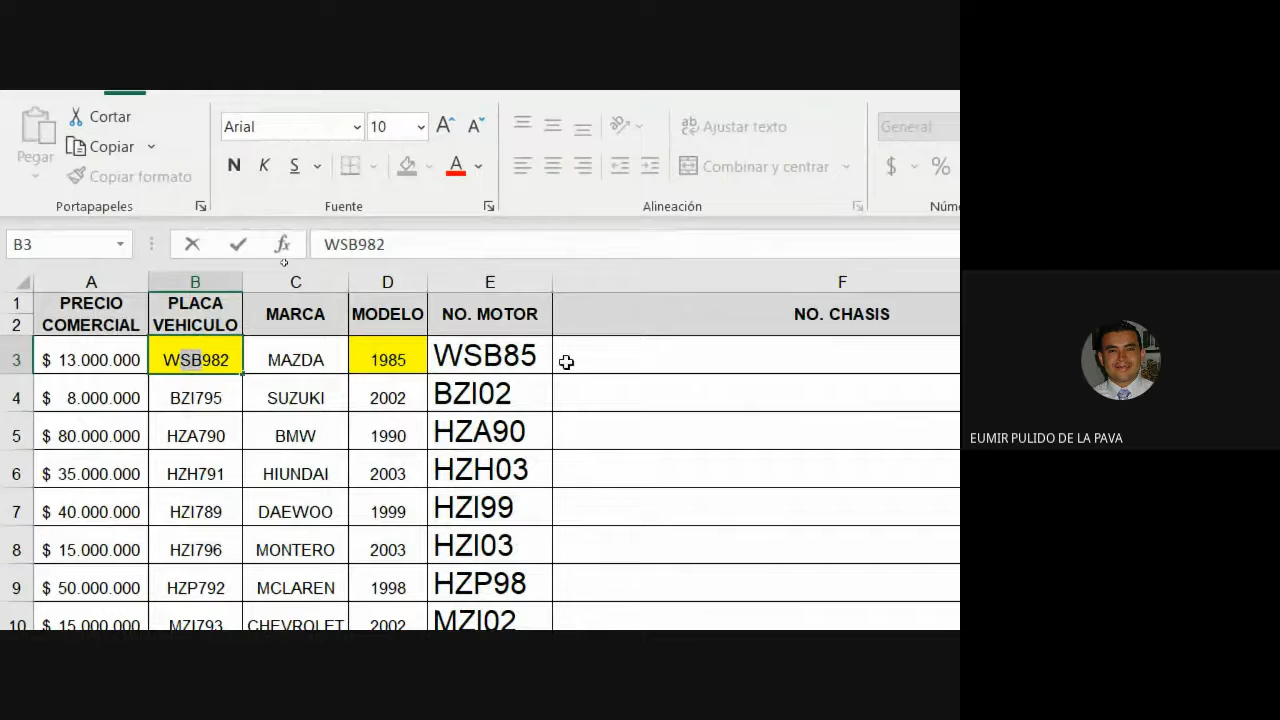 Cortar
Pegar
Copiar
Copiar formato
Portapapeles
Arial
10
A A
N K S A
Fuente
ab Ajustar texto
Combinar y centrar
Alineación
General
$ %
Núme
B3
fx
WSB982
A B C D E F
1 PRECIO PLACA MARCA MODELO NO. MOTOR NO. CHASIS
2 COMERCIAL VEHICULO
3 $ 13.000.000 WSB982 MAZDA 1985 WSB85
4 $ 8.000.000 BZI795 SUZUKI 2002 BZI02
5 $ 80.000.000 HZA790 BMW 1990 HZA90
6 $ 35.000.000 HZH791 HIUNDAI 2003 HZH03
7 $ 40.000.000 HZI789 DAEWOO 1999 HZI99
8 $ 15.000.000 HZI796 MONTERO 2003 HZI03
9 $ 50.000.000 HZP792 MCLAREN 1998 HZP98
10 $ 15.000.000 MZI793 CHEVROLET 2002 MZI02
EUMIR PULIDO DE LA PAVA